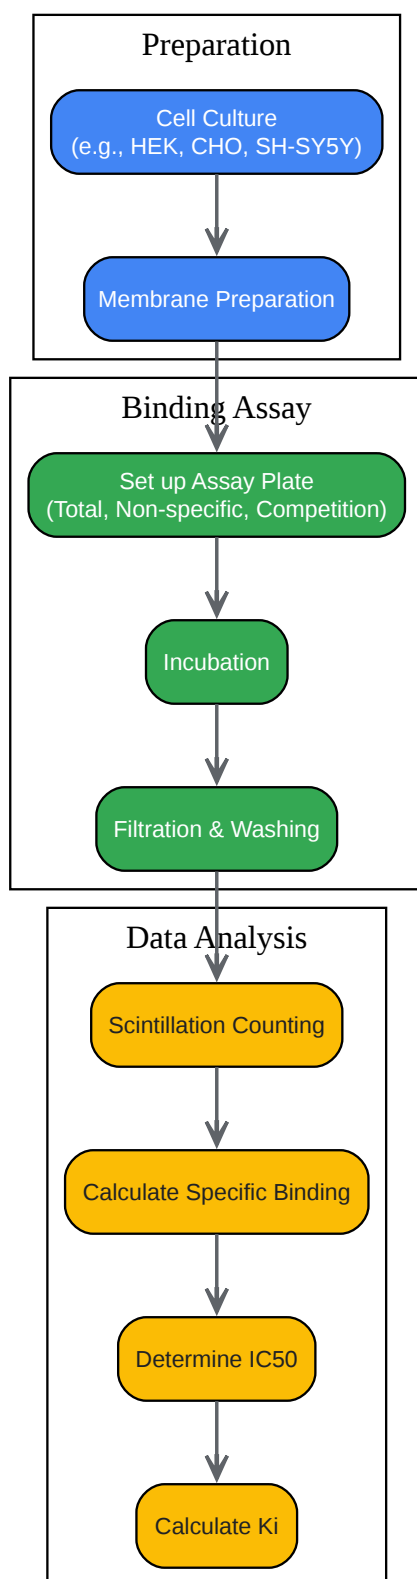 Preparation
Cell Culture
(e.g., HEK, CHO, SH-SY5Y)
Membrane Preparation
Binding Assay
Set up Assay Plate
(Total, Non-specific, Competition)
Incubation
Filtration & Washing
Data Analysis
Scintillation Counting
Calculate Specific Binding
Determine IC50
Calculate Ki